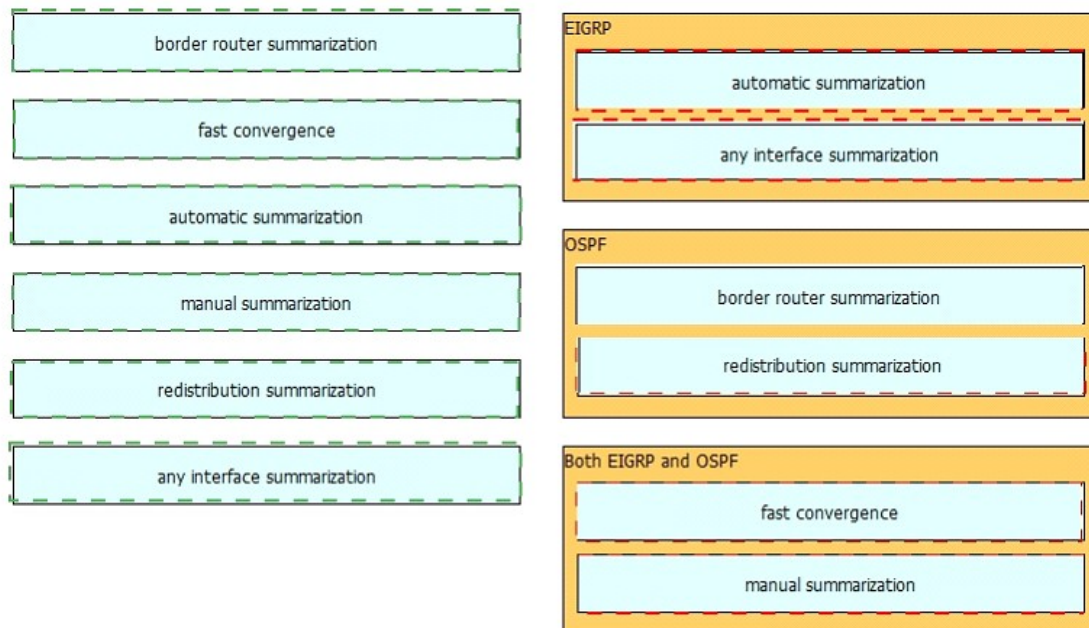 border router summarization
fast convergence
automatic summarization
manual summarization
redistribution summarization
any interface summarization
EIGRP
automatic summarization
any interface summarization
OSPF
border router summarization
redistribution summarization
Both EIGRP and OSPF
fast convergence
manual summarization